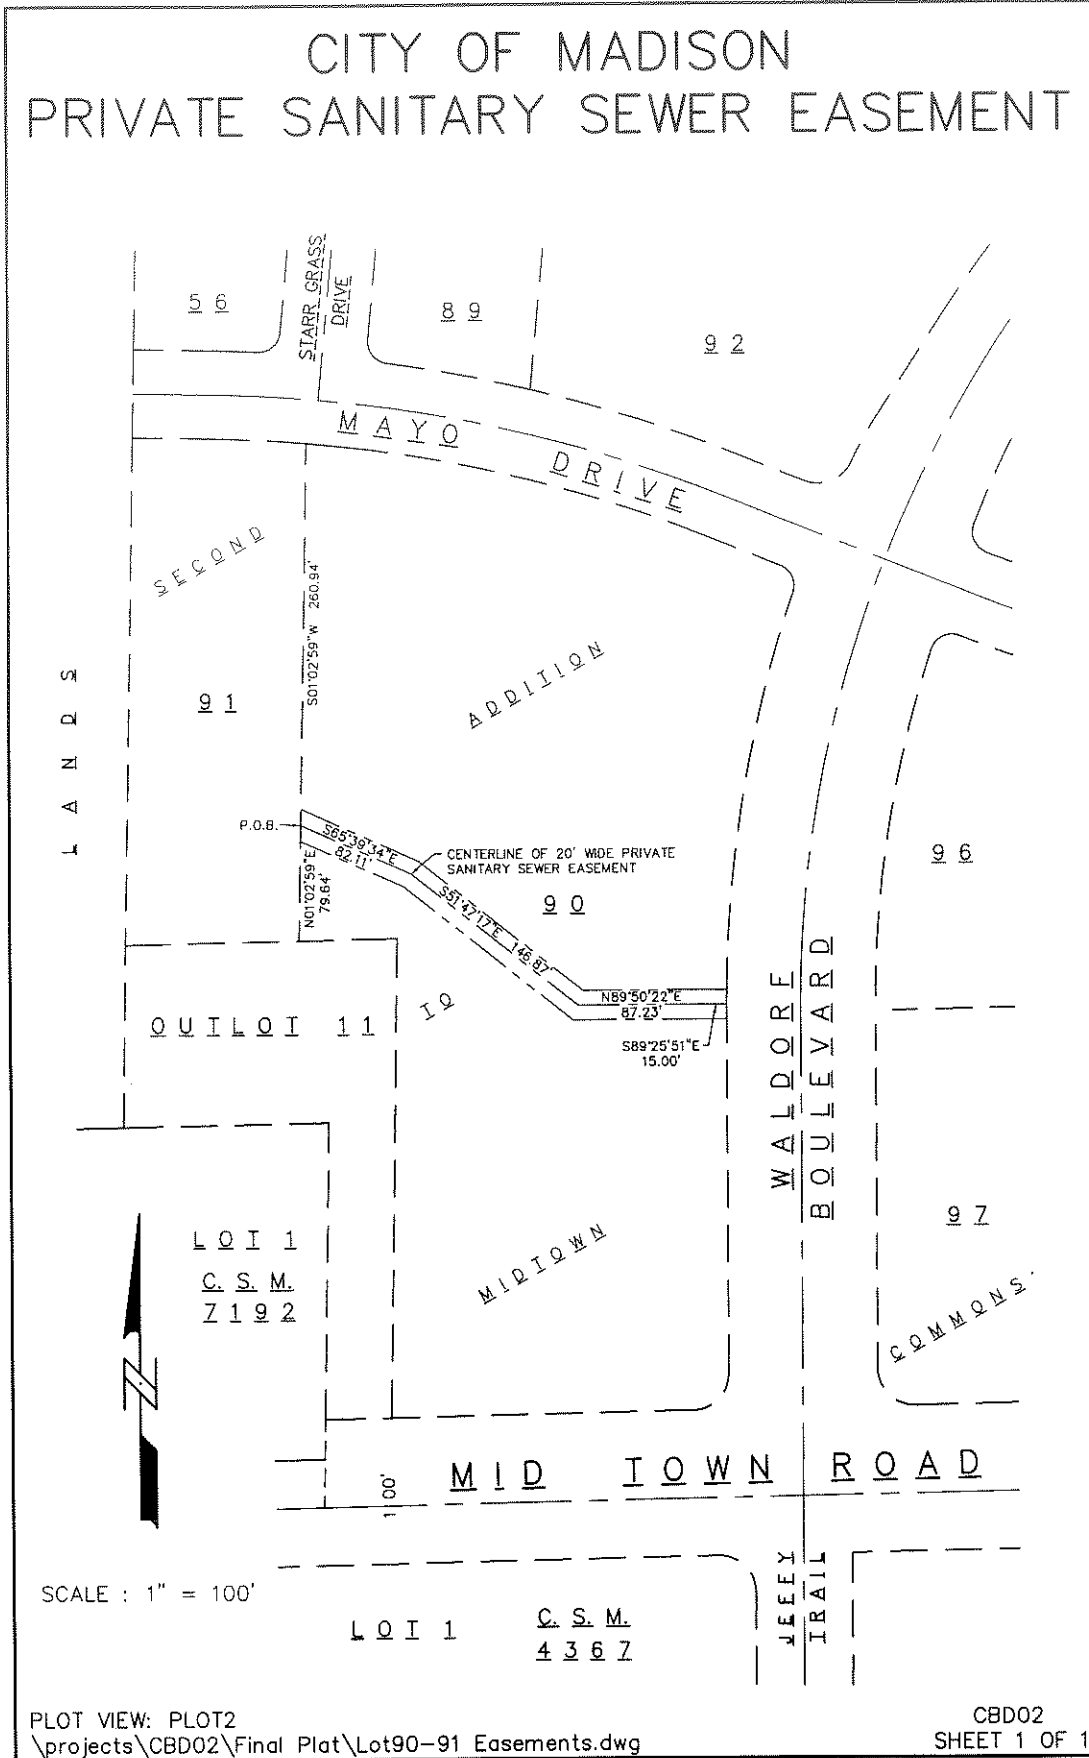 CITY OF MADISON
PRIVATE SANITARY SEWER EASEMENT
56
STARR GRASS
DRIVE
89
92
MAYO DRIVE
SECOND
S01°02'59"W 260.94'
ADDITION
LANDS
91
P.O.B.
S65°39'34"E
82.11'
CENTERLINE OF 20' WIDE PRIVATE
SANITARY SEWER EASEMENT
N01°02'59"E
79.64'
S51°47'17"E 146.87'
90
96
N89°50'22"E
87.23'
S89°25'51"E
15.00'
TO
OUTLOT 11
WALDORF
BOULEVARD
LOT 1
C. S. M.
7192
MIDTOWN
97
COMMONS
N
MID TOWN ROAD
100'
JEFFY
TRAIL
SCALE : 1" = 100'
LOT 1
C. S. M.
4367
PLOT VIEW: PLOT2
\projects\CBD02\Final Plat\Lot90-91 Easements.dwg
CBD02
SHEET 1 OF 1